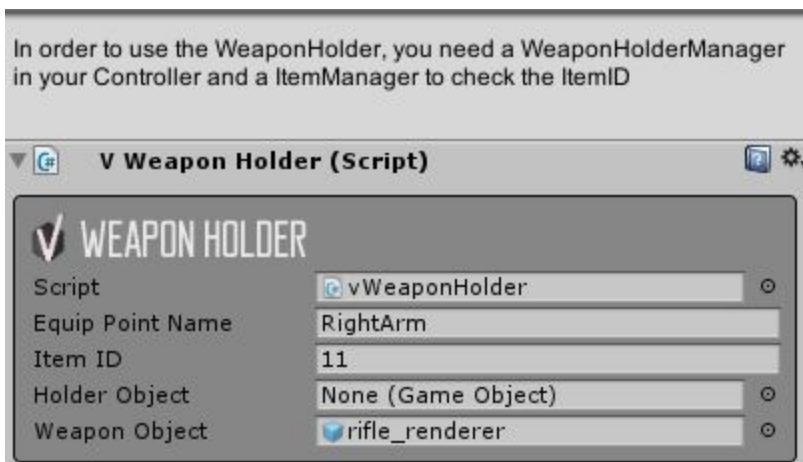 In order to use the WeaponHolder, you need a WeaponHolderManager
in your Controller and a ItemManager to check the ItemID
V Weapon Holder (Script)
WEAPON HOLDER
Script vWeaponHolder
Equip Point Name RightArm
Item ID 11
Holder Object None (Game Object)
Weapon Object rifle_renderer